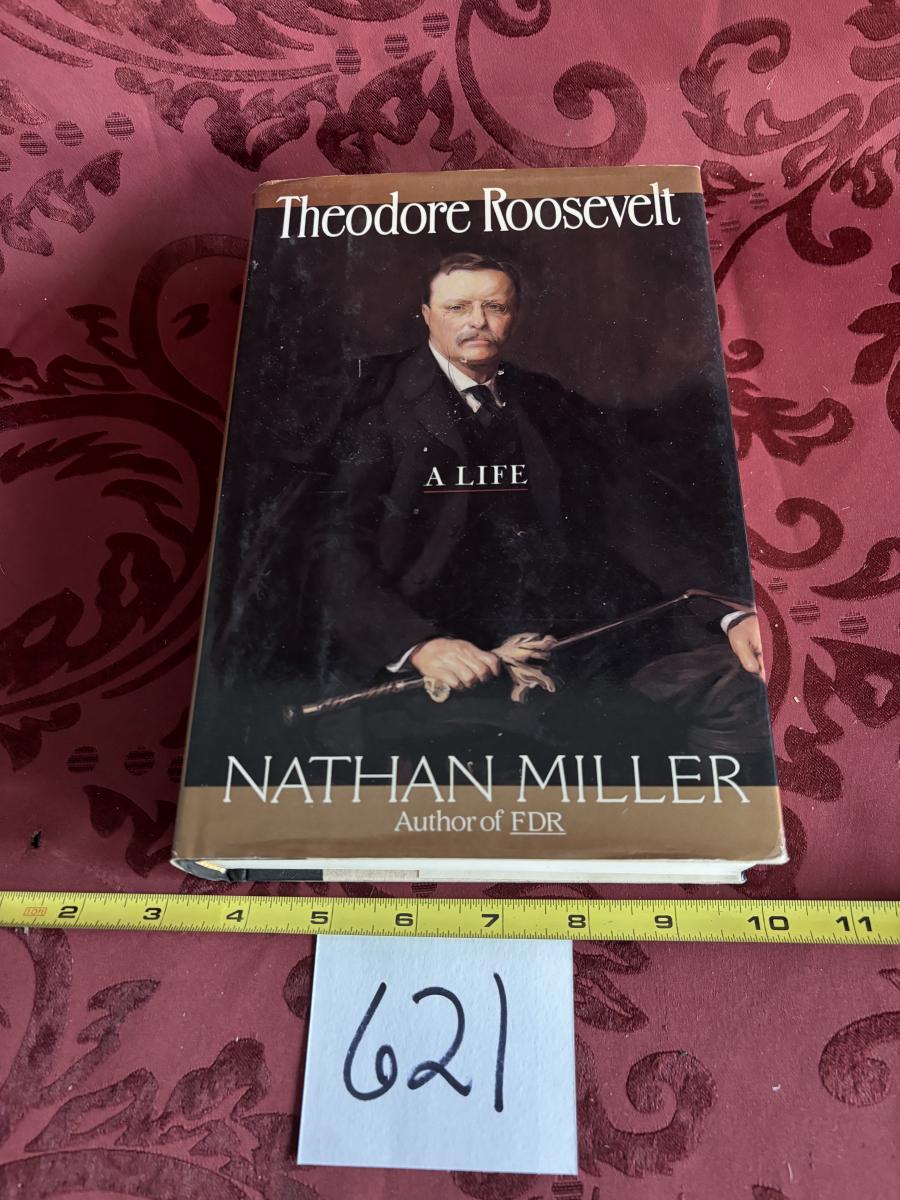 Theodore Roosevelt
A LIFE
NATHAN MILLER
Author of FDR
2 3 4 5 6 7 8 9 10 11
621